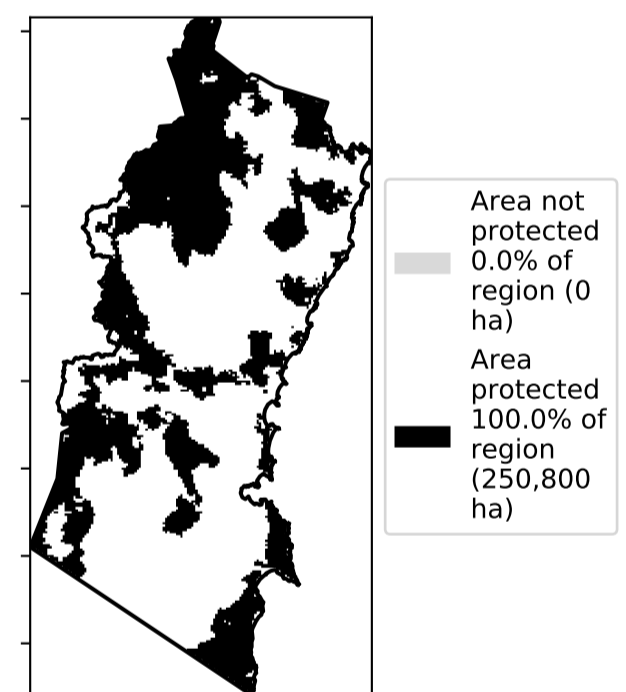 Area not
protected
0.0% of
region (0
ha)
Area
protected
100.0% of
region
(250,800
ha)